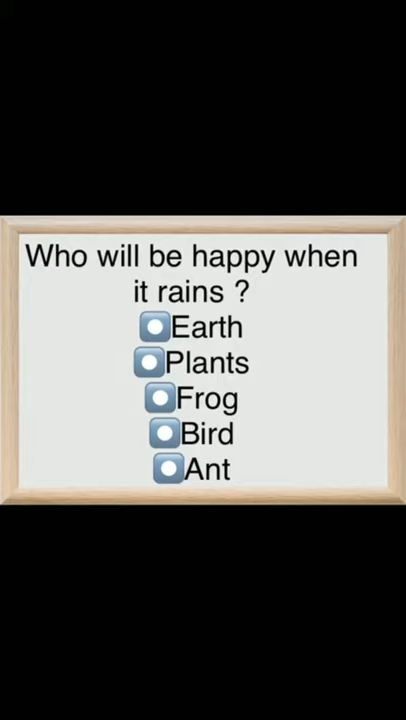 Who will be happy when
it rains ?
⏺Earth
⏺Plants
⏺Frog
⏺Bird
⏺Ant